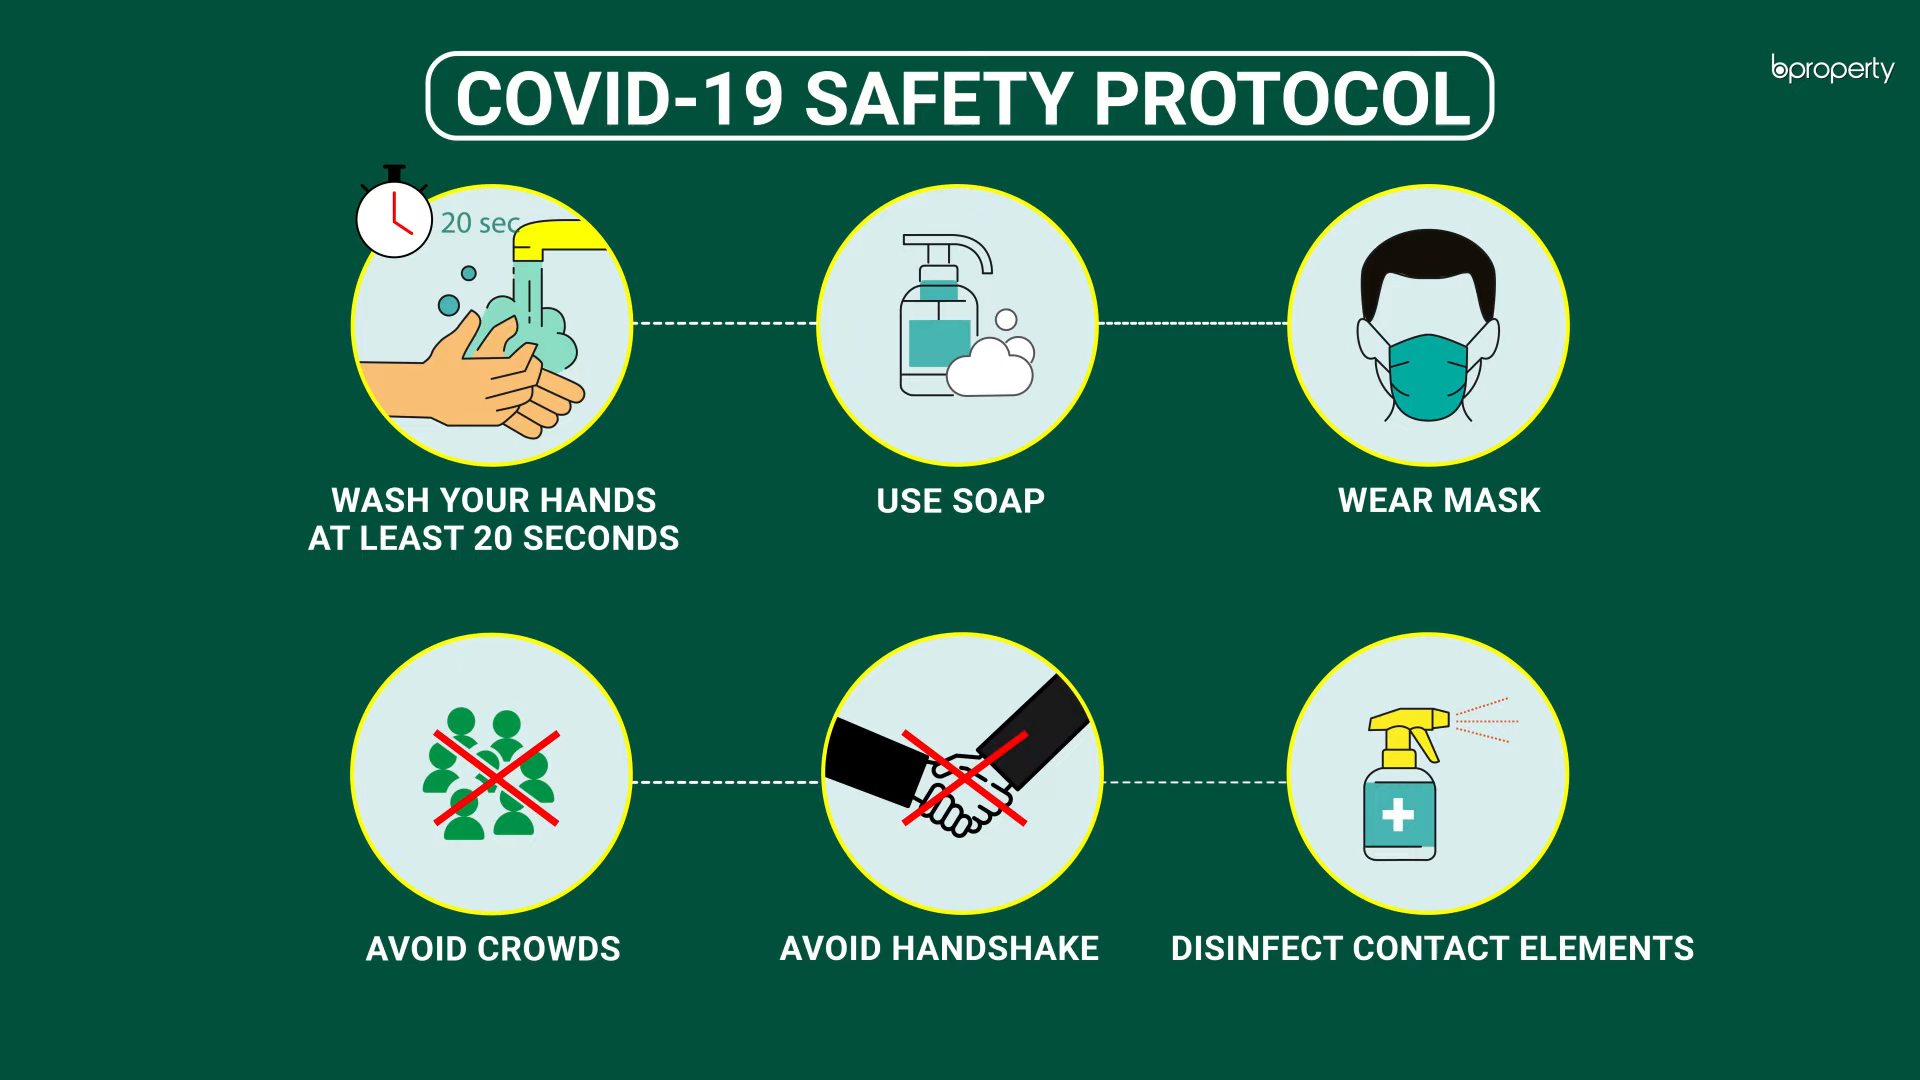 COVID-19 SAFETY PROTOCOL
bproperty
20 sec
WASH YOUR HANDS
AT LEAST 20 SECONDS
USE SOAP
WEAR MASK
AVOID CROWDS
AVOID HANDSHAKE
DISINFECT CONTACT ELEMENTS